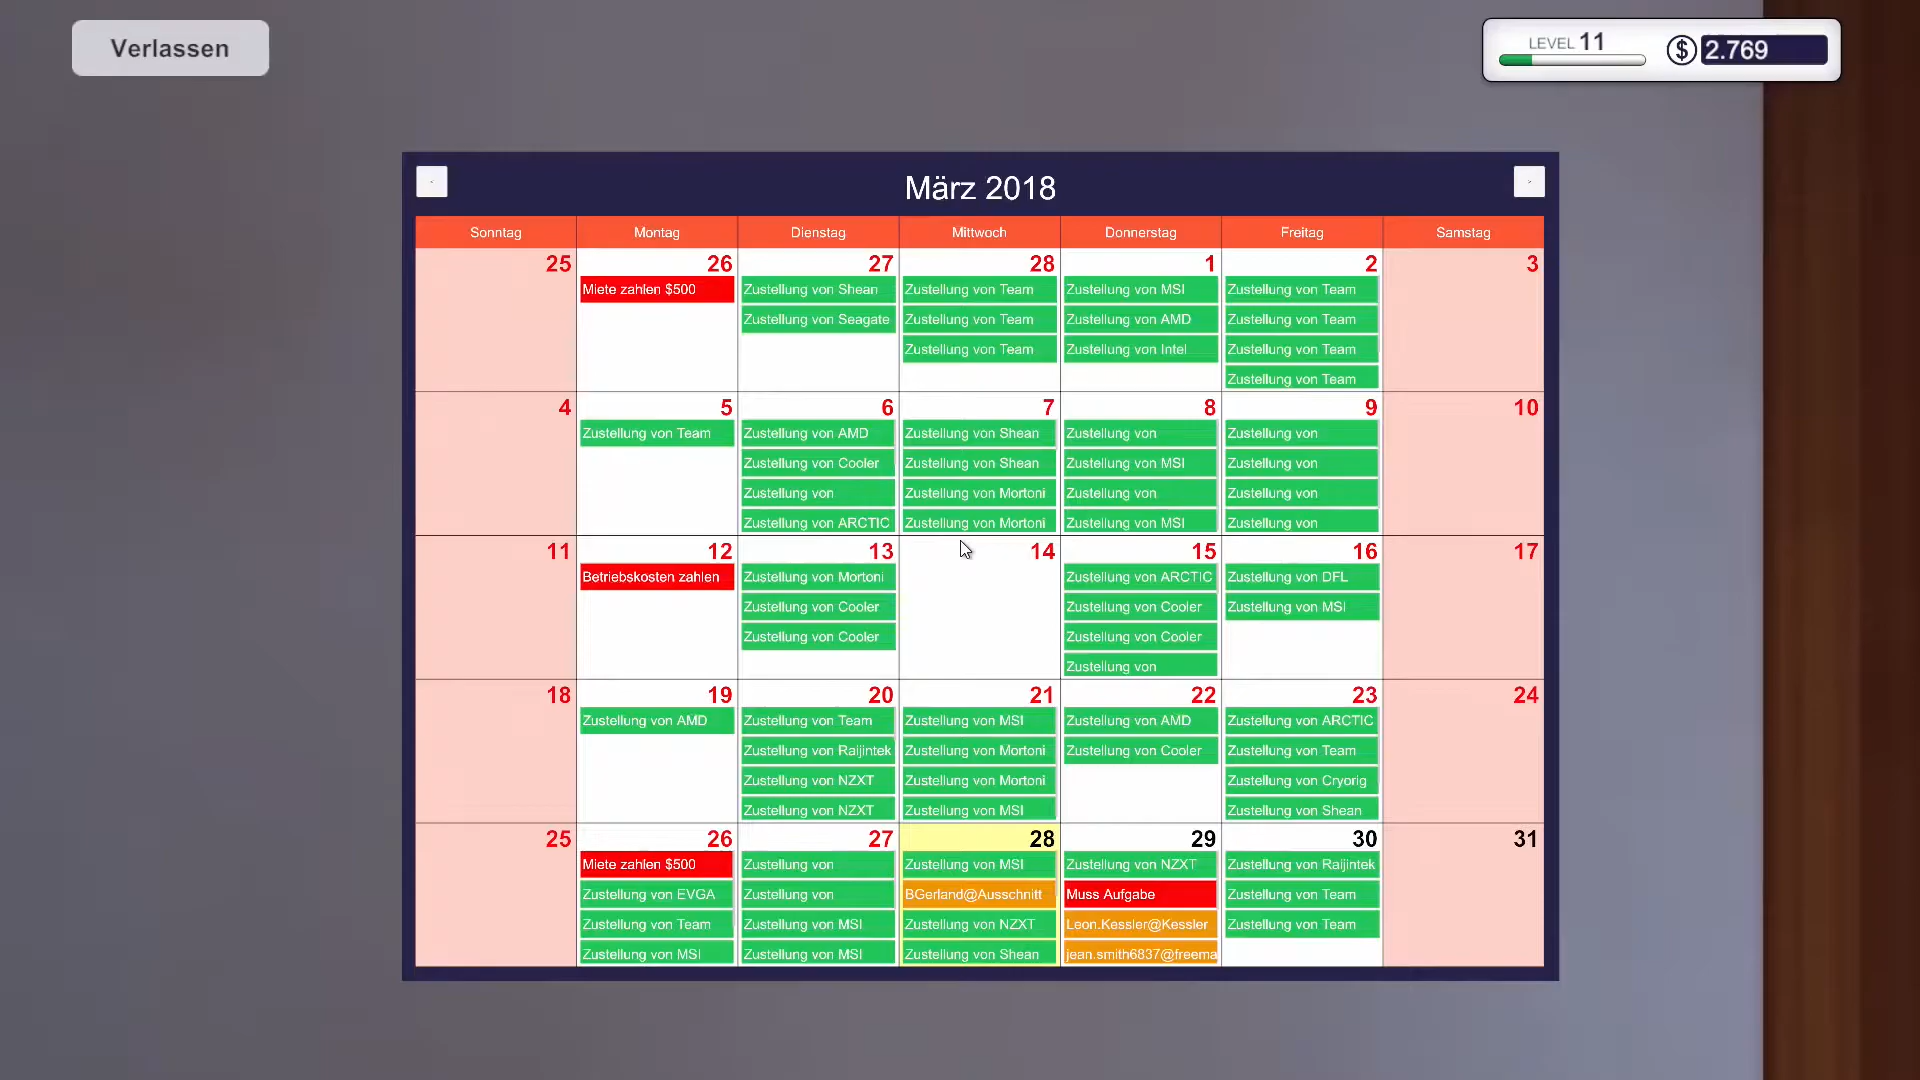 Verlassen
LEVEL 11
$ 2.769
<
März 2018
>
Sonntag Montag Dienstag Mittwoch Donnerstag Freitag Samstag
25 26 27 28 1 2 3
Miete zahlen $500 Zustellung von Shean Zustellung von Team Zustellung von MSI Zustellung von Team
Zustellung von Seagate Zustellung von Team Zustellung von AMD Zustellung von Team
Zustellung von Team Zustellung von Intel Zustellung von Team
Zustellung von Team
4 5 6 7 8 9 10
Zustellung von Team Zustellung von AMD Zustellung von Shean Zustellung von Zustellung von
Zustellung von Cooler Zustellung von Shean Zustellung von MSI Zustellung von
Zustellung von Zustellung von Mortoni Zustellung von Zustellung von
Zustellung von ARCTIC Zustellung von Mortoni Zustellung von MSI Zustellung von
11 12 13 14 15 16 17
Betriebskosten zahlen Zustellung von Mortoni Zustellung von ARCTIC Zustellung von DFL
Zustellung von Cooler Zustellung von Cooler Zustellung von MSI
Zustellung von Cooler Zustellung von Cooler
Zustellung von
18 19 20 21 22 23 24
Zustellung von AMD Zustellung von Team Zustellung von MSI Zustellung von AMD Zustellung von ARCTIC
Zustellung von Raijintek Zustellung von Mortoni Zustellung von Cooler Zustellung von Team
Zustellung von NZXT Zustellung von Mortoni Zustellung von Cryorig
Zustellung von NZXT Zustellung von MSI Zustellung von Shean
25 26 27 28 29 30 31
Miete zahlen $500 Zustellung von Zustellung von MSI Zustellung von NZXT Zustellung von Raijintek
Zustellung von EVGA Zustellung von BGerland@Ausschnitt Muss Aufgabe Zustellung von Team
Zustellung von Team Zustellung von MSI Zustellung von NZXT Leon.Kessler@Kessler Zustellung von Team
Zustellung von MSI Zustellung von MSI Zustellung von Shean jean.smith6837@freema